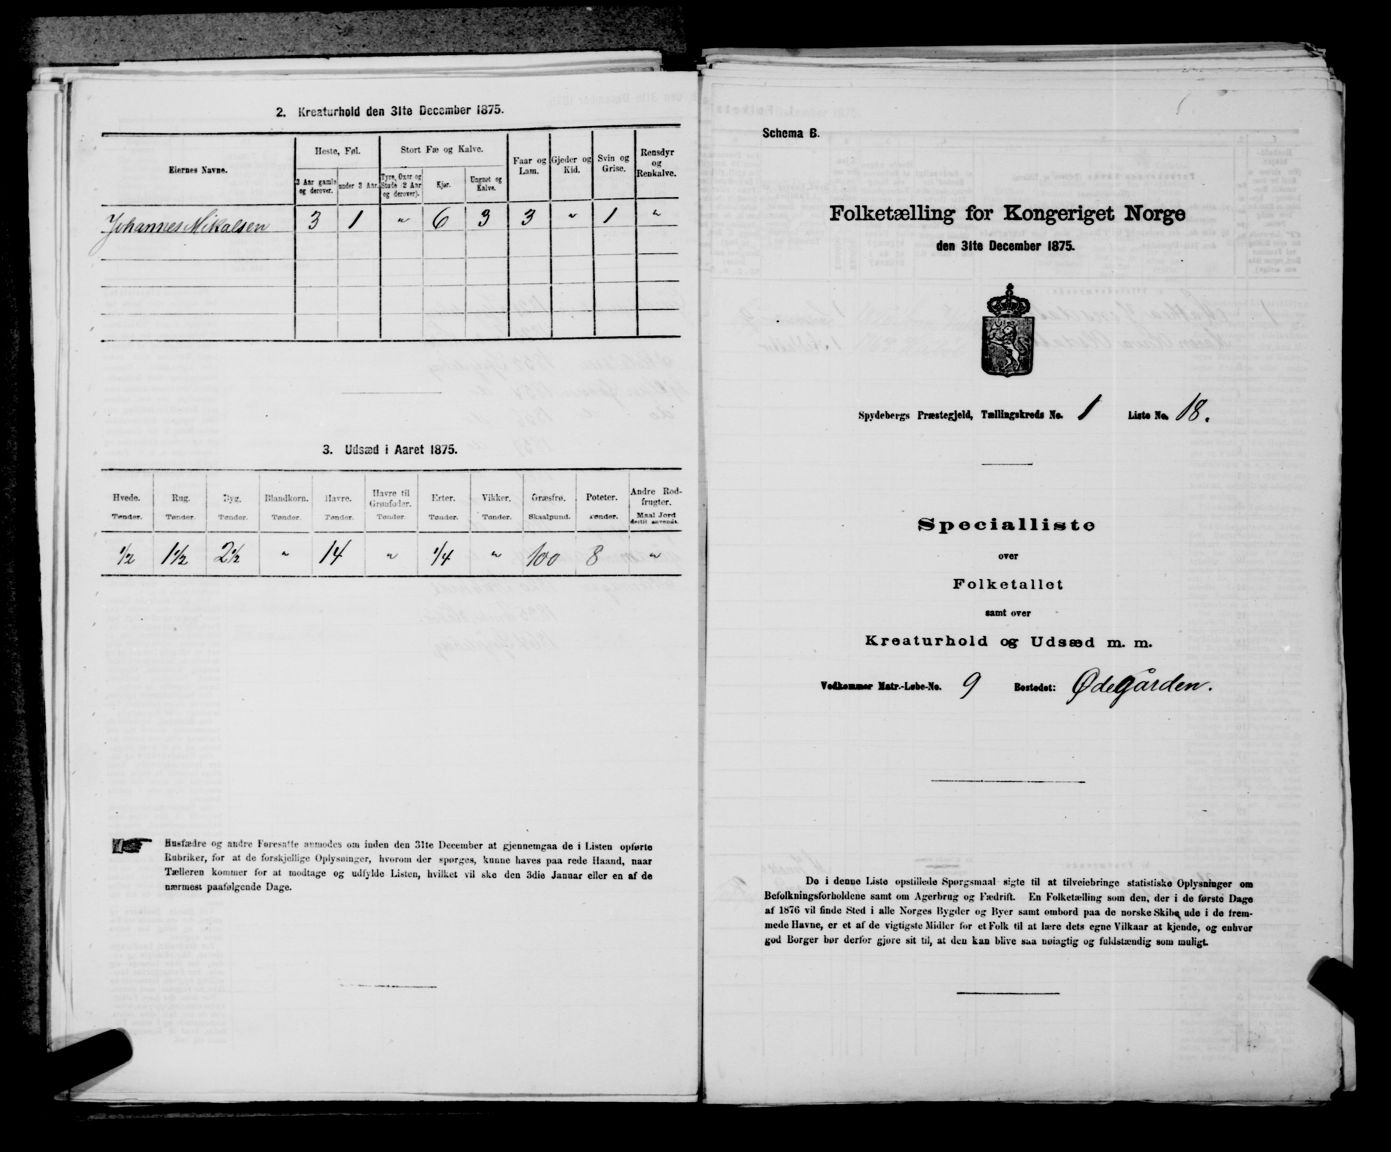 2. Kreaturhold den 31te December 1875.
Eiernes Navne.
Heste, Føl.
Stort Fæ og Kalve.
Faar og Lam.
Gjeder og Kid.
Svin og Grise.
Rensdyr og Renkalve.
3 Aar gamle og derover.
under 3 Aar.
Tyre, Oxer og Stude (2 Aar og derover).
Kjør.
Ungnøt og Kalve.
Johannes Mikalsen 3 1 " 6 3 3 " 1 "
3. Udsæd i Aaret 1875.
Hvede. Rug. Byg. Blandkorn. Havre. Havre til Grønfoder. Erter. Vikker. Græsfrø. Poteter. Andre Rodfrugter.
Tønder. Tønder. Tønder. Tønder. Tønder. Tønder. Tønder. Tønder. Skaalpund. Tønder. Maal Jord dertil anvendt.
1/2 1 1/2 2 1/2 " 14 " 1/4 " 100 8 "
Husfædre og andre Foresatte anmodes om inden den 31te December at gjennemgaa de i Listen opførte
Rubriker, for at de forskjellige Oplysninger, hvorom der spørges, kunne haves paa rede Haand, naar
Tælleren kommer for at modtage og udfylde Listen, hvilket vil ske den 3die Januar eller en af de
nærmest paafølgende Dage.
Schema B.
Folketælling for Kongeriget Norge
den 31te December 1875.
Spydebergs Præstegjeld, Tællingskreds No. 1 Liste No. 18.
Specialliste
over
Folketallet
samt over
Kreaturhold og Udsæd m. m.
Vedkommer Matr.-Løbe-No. 9 Bostedet: Ødegården.
De i denne Liste opstillede Spørgsmaal sigte til at tilveiebringe statistiske Oplysninger om
Befolkningsforholdene samt om Agerbrug og Fædrift. En Folketælling som den, der i de første Dage
af 1876 vil finde Sted i alle Norges Bygder og Byer samt ombord paa de norske Skibe, ude i de frem-
mede Havne, er et af de vigtigste Midler for et Folk til at lære dets egne Vilkaar at kjende, og enhver
god Borger bør derfor gjøre sit til, at den kan blive saa nøiagtig og fuldstændig som muligt.